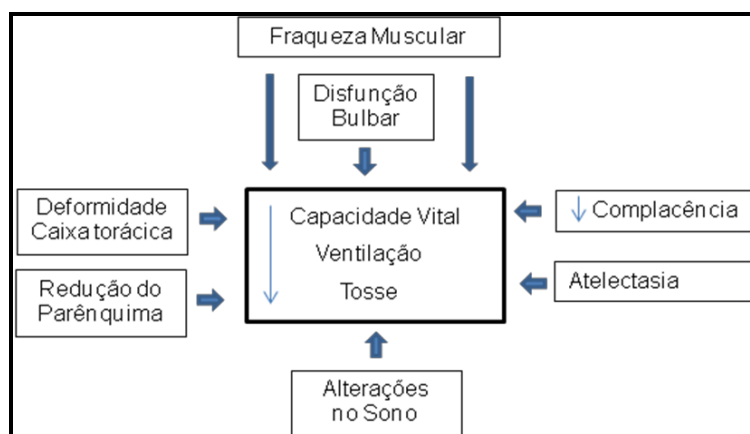 Fraqueza Muscular
Disfunção
Bulbar
Deformidade
Caixa torácica
Redução do
Parênquima
Capacidade Vital
Ventilação
Tosse
↓ Complacência
Atelectasia
Alterações
no Sono